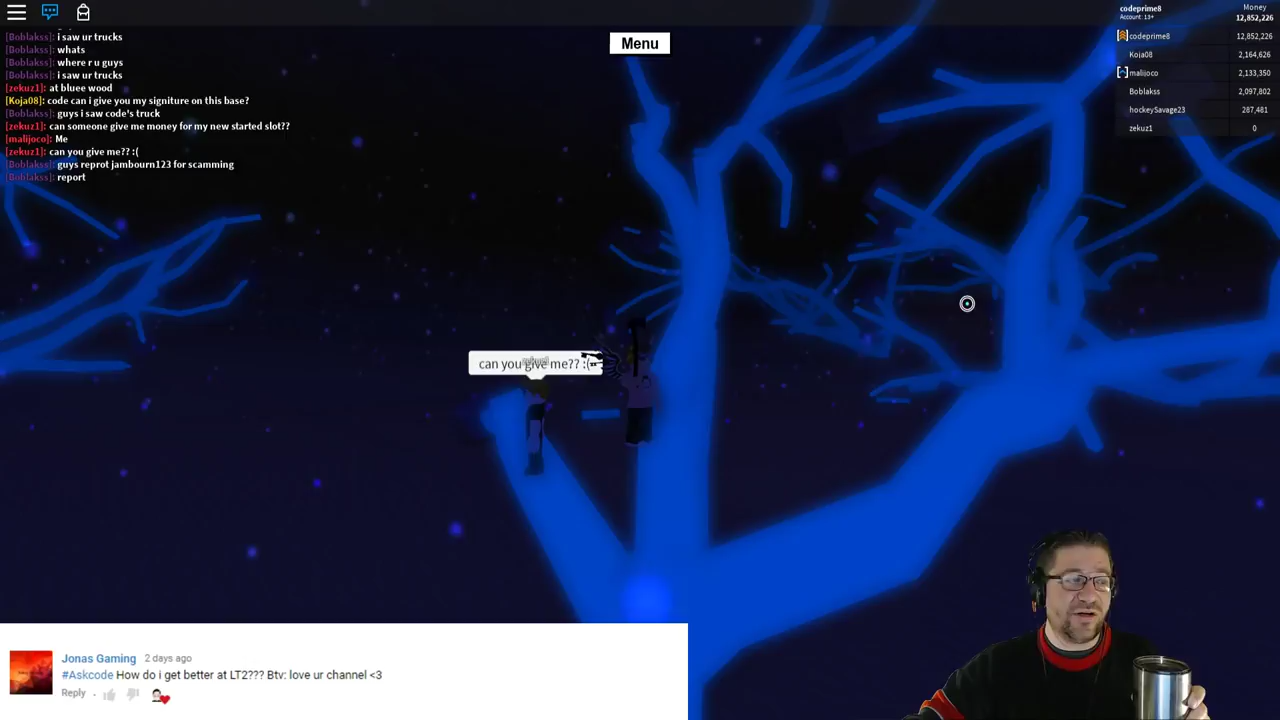 [Boblakss]: i saw ur trucks
[Boblakss]: whats
[Boblakss]: where r u guys
[Boblakss]: i saw ur trucks
[zekuz1]: at bluee wood
[Koja08]: code can i give you my signiture on this base?
[Boblakss]: guys i saw code's truck
[zekuz1]: can someone give me money for my new started slot??
[malijoco]: Me
[zekuz1]: can you give me?? :(
[Boblakss]: guys reprot jambourn123 for scamming
[Boblakss]: report
Menu
codeprime8 Money
Account: 13+ 12,852,226
codeprime8 12,852,226
Koja08 2,164,626
malijoco 2,133,350
Boblakss 2,097,802
hockeySavage23 287,481
zekuz1 0
can you give me?? :(
Jonas Gaming 2 days ago
#Askcode How do i get better at LT2??? Btv: love ur channel <3
Reply